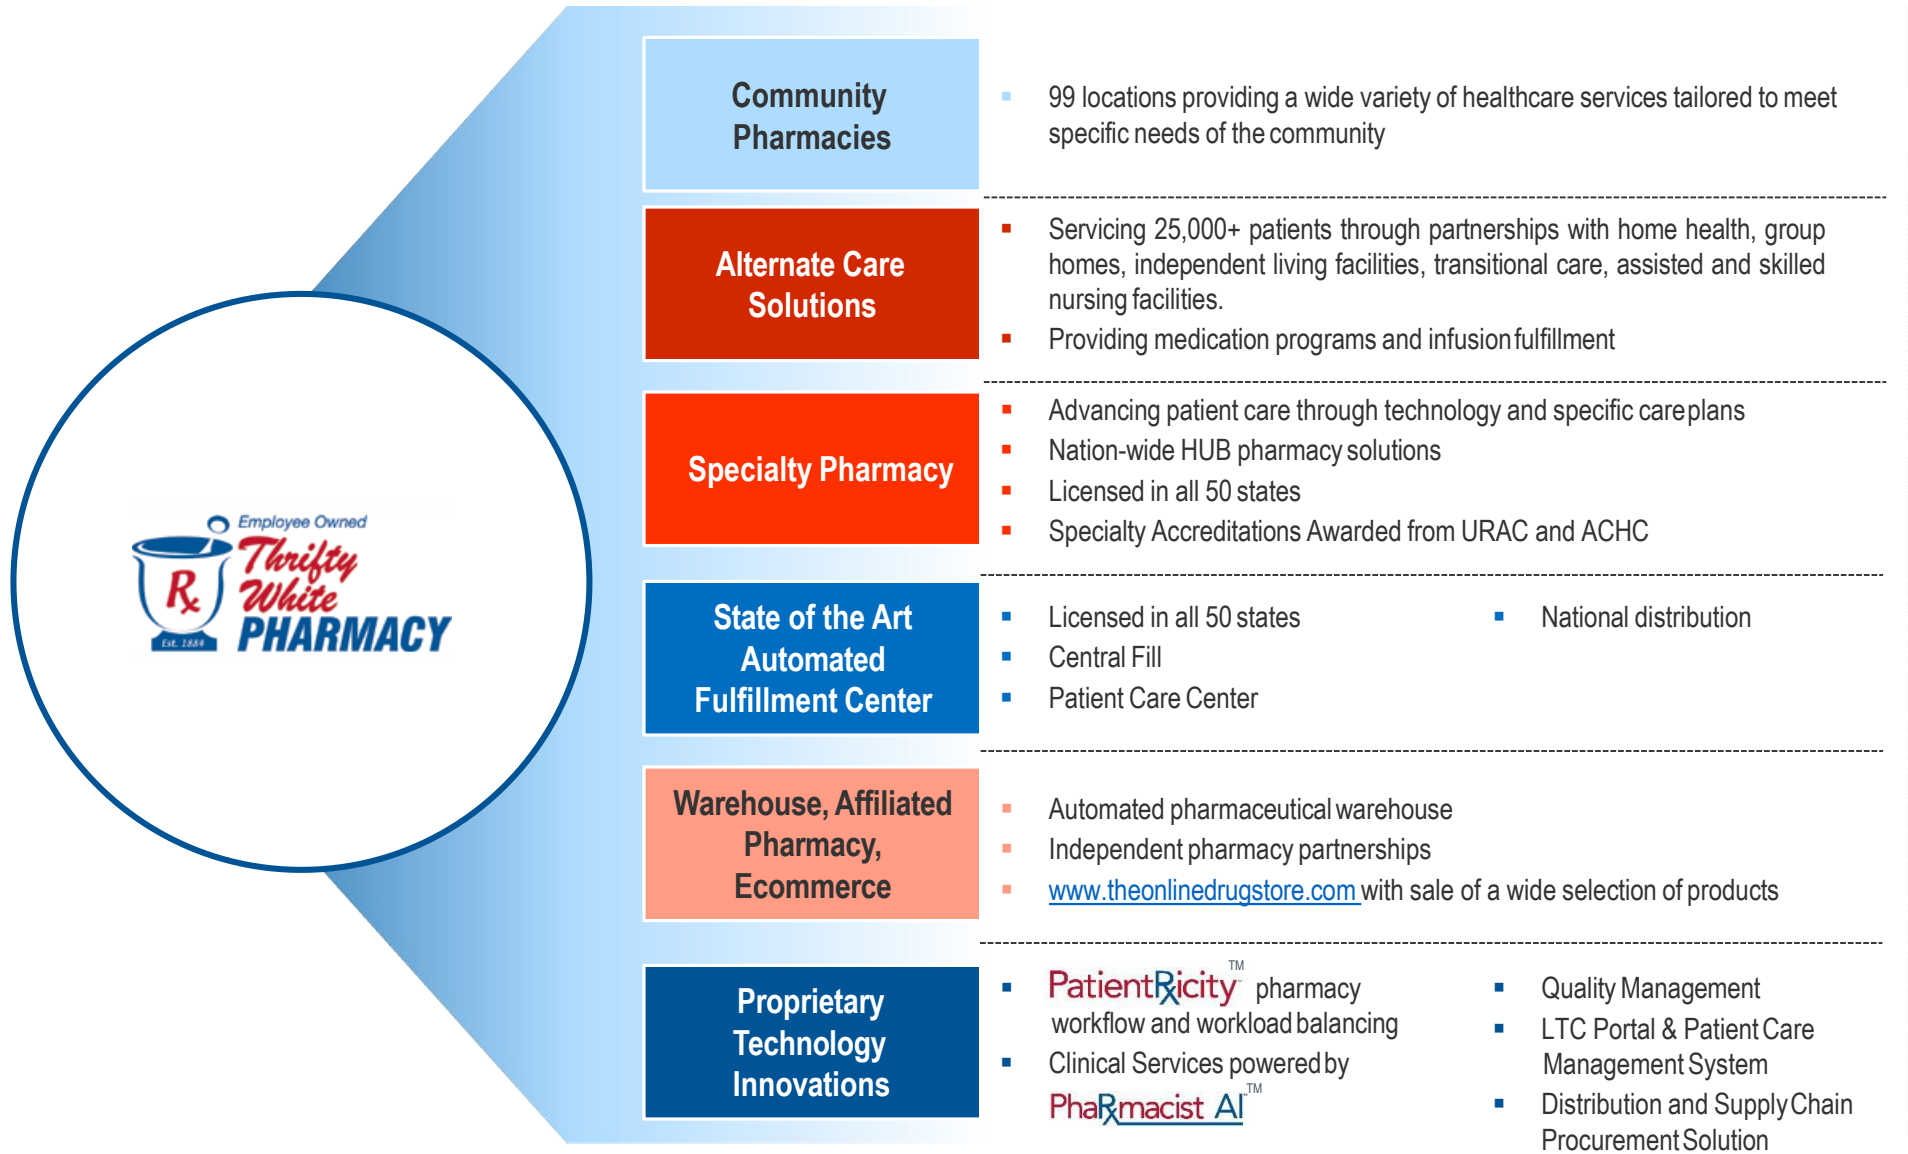 Employee Owned
Thrifty
White
PHARMACY
Rx
Est. 1884
Community
Pharmacies
99 locations providing a wide variety of healthcare services tailored to meet
specific needs of the community
Alternate Care
Solutions
Servicing 25,000+ patients through partnerships with home health, group
homes, independent living facilities, transitional care, assisted and skilled
nursing facilities.
Providing medication programs and infusion fulfillment
Specialty Pharmacy
Advancing patient care through technology and specific care plans
Nation-wide HUB pharmacy solutions
Licensed in all 50 states
Specialty Accreditations Awarded from URAC and ACHC
State of the Art
Automated
Fulfillment Center
Licensed in all 50 states
Central Fill
Patient Care Center
National distribution
Warehouse, Affiliated
Pharmacy,
Ecommerce
Automated pharmaceutical warehouse
Independent pharmacy partnerships
www.theonlinedrugstore.com with sale of a wide selection of products
Proprietary
Technology
Innovations
PatientRxicity™ pharmacy
workflow and workload balancing
Clinical Services powered by
PhaRxmacist AI™
Quality Management
LTC Portal & Patient Care
Management System
Distribution and Supply Chain
Procurement Solution